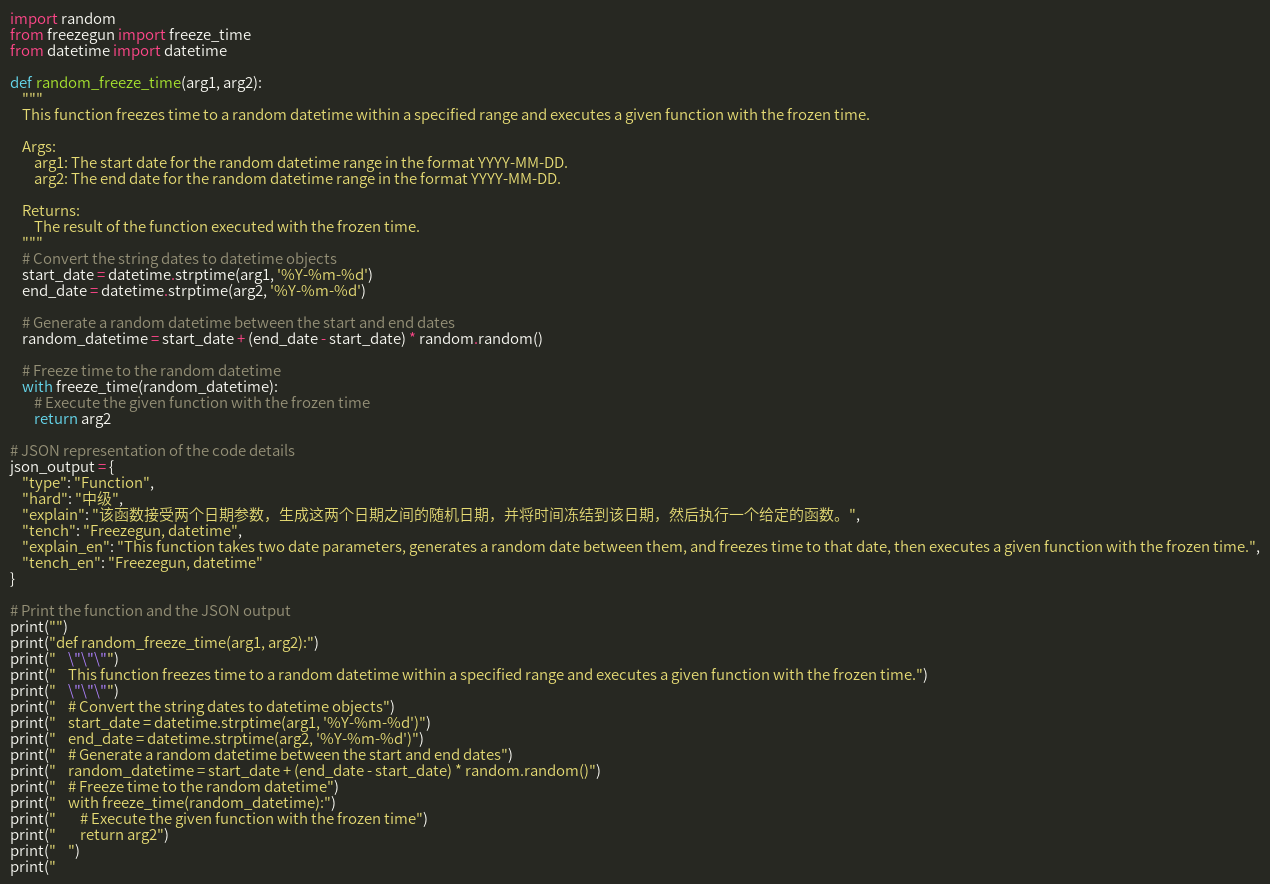 import random
from freezegun import freeze_time
from datetime import datetime

def random_freeze_time(arg1, arg2):
    """
    This function freezes time to a random datetime within a specified range and executes a given function with the frozen time.

    Args:
        arg1: The start date for the random datetime range in the format YYYY-MM-DD.
        arg2: The end date for the random datetime range in the format YYYY-MM-DD.

    Returns:
        The result of the function executed with the frozen time.
    """
    # Convert the string dates to datetime objects
    start_date = datetime.strptime(arg1, '%Y-%m-%d')
    end_date = datetime.strptime(arg2, '%Y-%m-%d')

    # Generate a random datetime between the start and end dates
    random_datetime = start_date + (end_date - start_date) * random.random()

    # Freeze time to the random datetime
    with freeze_time(random_datetime):
        # Execute the given function with the frozen time
        return arg2

# JSON representation of the code details
json_output = {
    "type": "Function",
    "hard": "中级",
    "explain": "该函数接受两个日期参数，生成这两个日期之间的随机日期，并将时间冻结到该日期，然后执行一个给定的函数。",
    "tench": "Freezegun, datetime",
    "explain_en": "This function takes two date parameters, generates a random date between them, and freezes time to that date, then executes a given function with the frozen time.",
    "tench_en": "Freezegun, datetime"
}

# Print the function and the JSON output
print("")
print("def random_freeze_time(arg1, arg2):")
print("    \"\"\"")
print("    This function freezes time to a random datetime within a specified range and executes a given function with the frozen time.")
print("    \"\"\"")
print("    # Convert the string dates to datetime objects")
print("    start_date = datetime.strptime(arg1, '%Y-%m-%d')")
print("    end_date = datetime.strptime(arg2, '%Y-%m-%d')")
print("    # Generate a random datetime between the start and end dates")
print("    random_datetime = start_date + (end_date - start_date) * random.random()")
print("    # Freeze time to the random datetime")
print("    with freeze_time(random_datetime):")
print("        # Execute the given function with the frozen time")
print("        return arg2")
print("    ")
print("